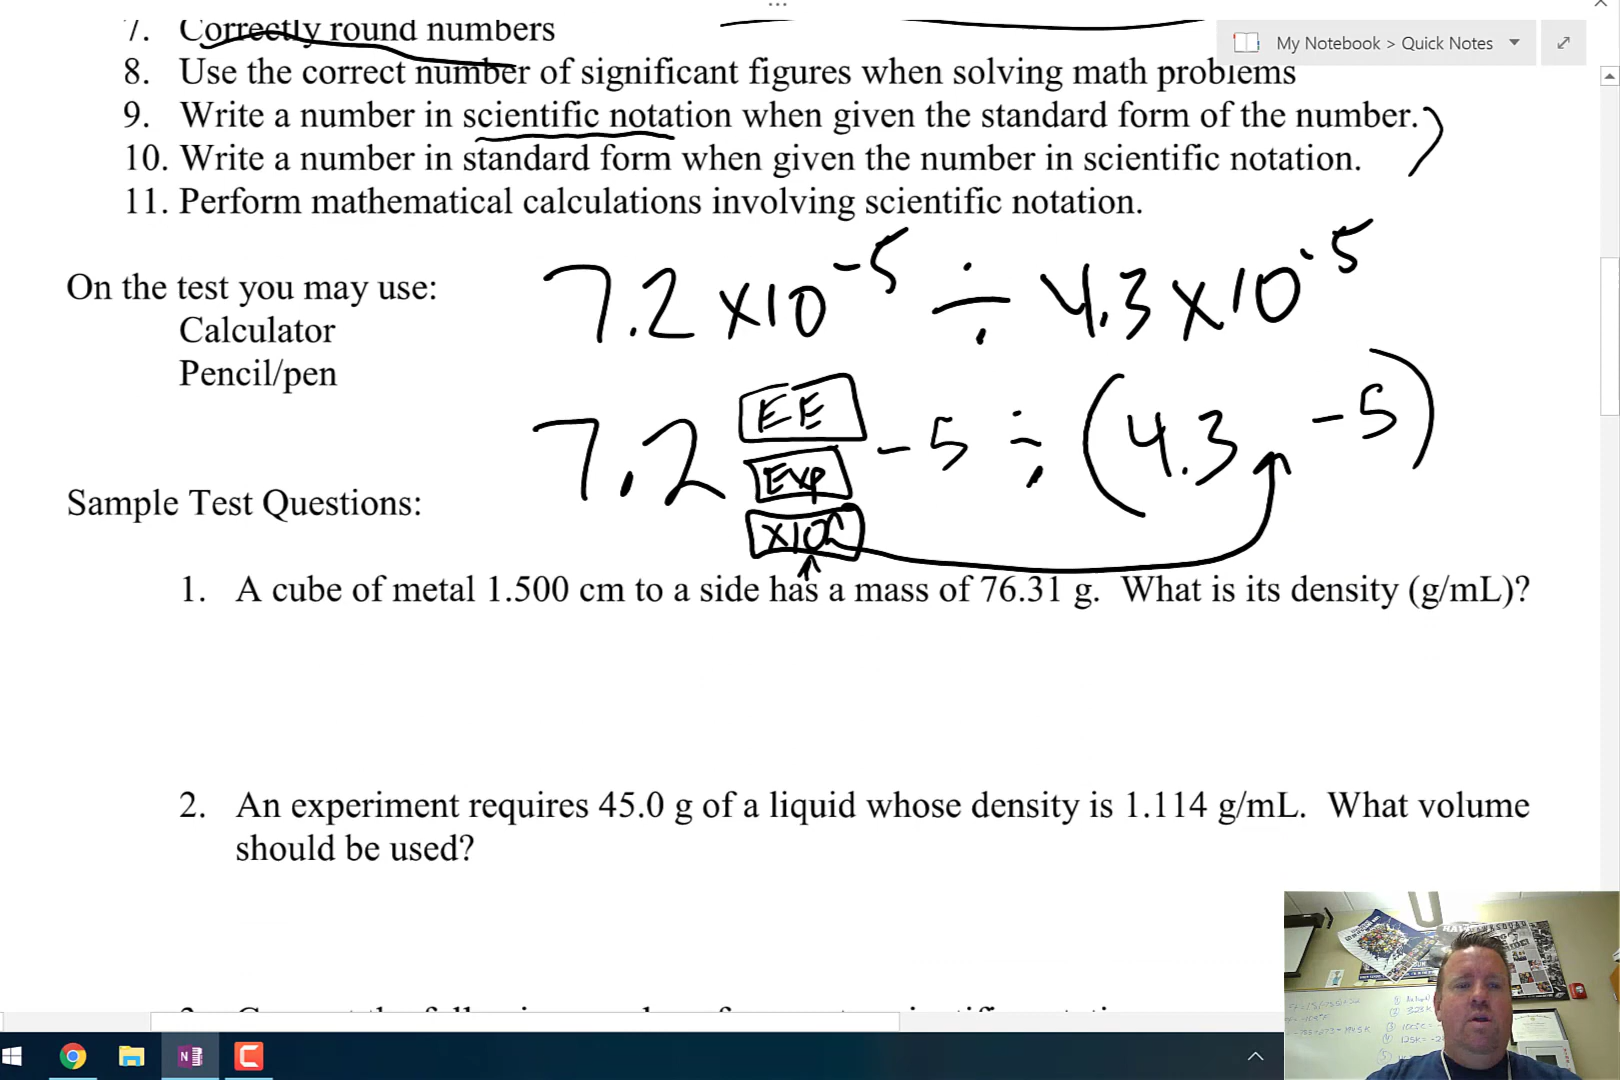 7. Correctly round numbers
My Notebook > Quick Notes
8. Use the correct number of significant figures when solving math problems
9. Write a number in scientific notation when given the standard form of the number.
10. Write a number in standard form when given the number in scientific notation.
11. Perform mathematical calculations involving scientific notation.
On the test you may use:
Calculator
Pencil/pen
7.2 x10⁻⁵ ÷ 4.3 x10⁻⁵
7.2 EE -5 ÷ (4.3 -5)
Exp
Sample Test Questions:
1. A cube of metal 1.500 cm to a side has a mass of 76.31 g. What is its density (g/mL)?
2. An experiment requires 45.0 g of a liquid whose density is 1.114 g/mL. What volume
should be used?